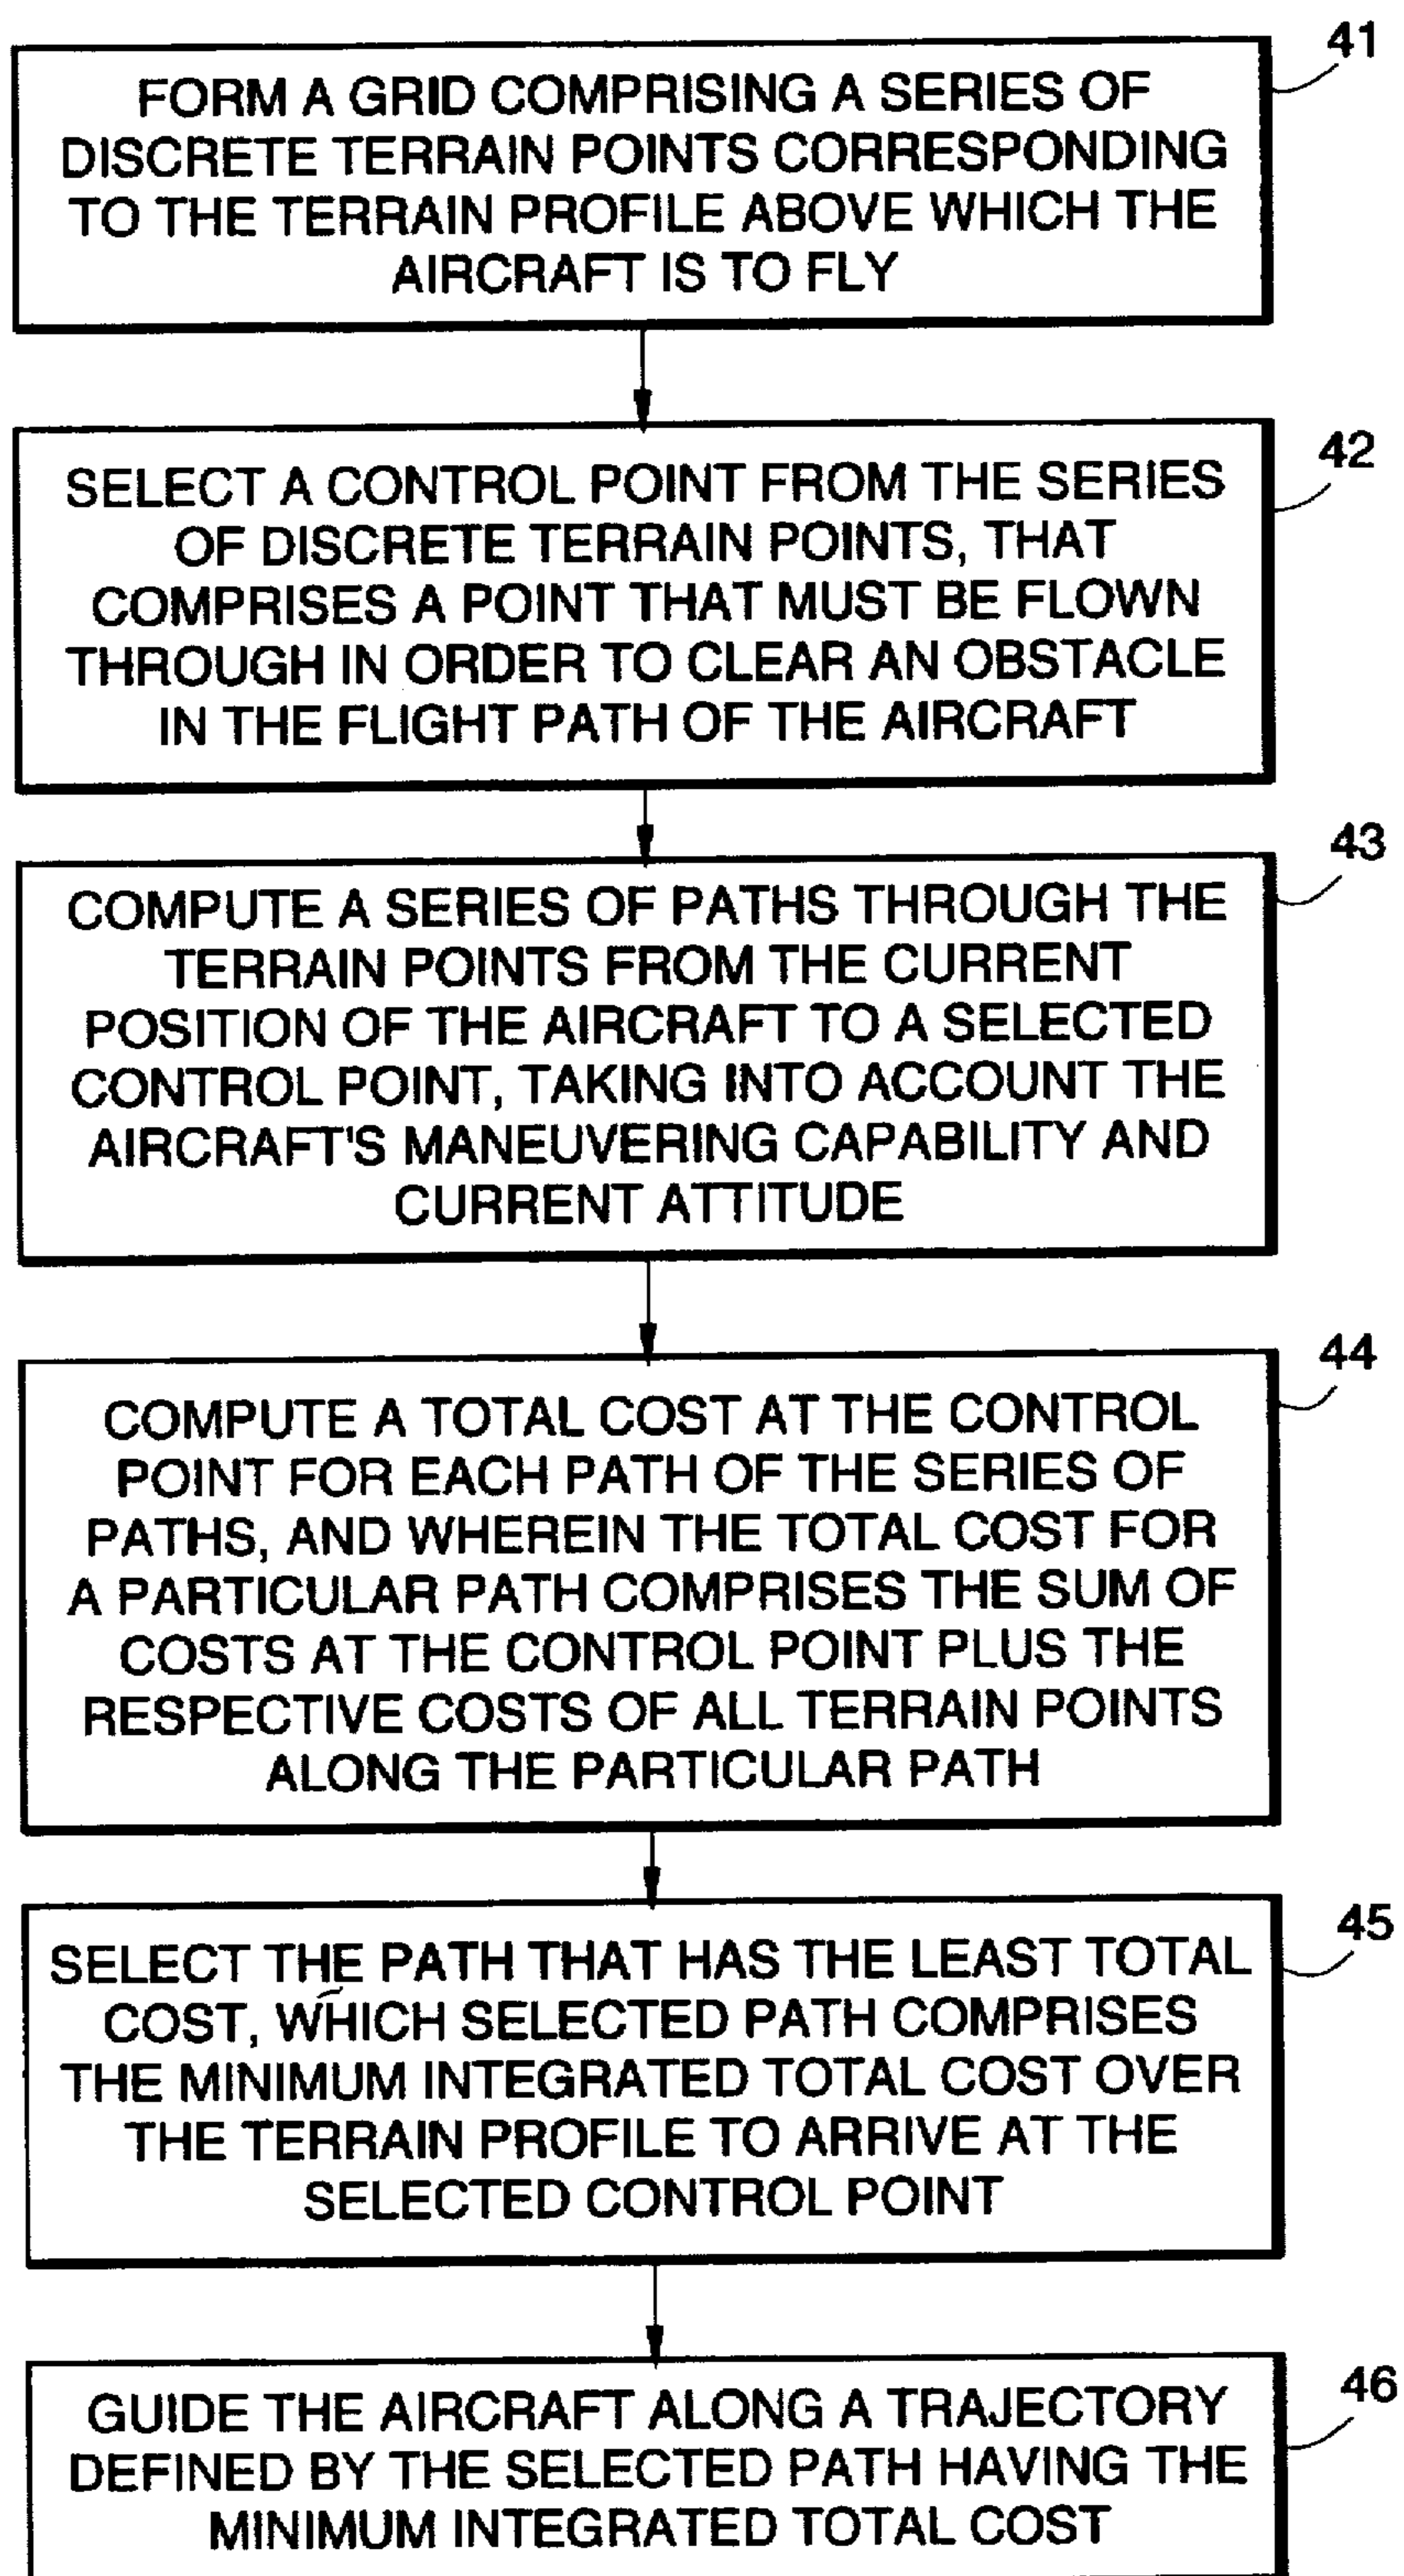 41
FORM A GRID COMPRISING A SERIES OF
DISCRETE TERRAIN POINTS CORRESPONDING
TO THE TERRAIN PROFILE ABOVE WHICH THE
AIRCRAFT IS TO FLY
42
SELECT A CONTROL POINT FROM THE SERIES
OF DISCRETE TERRAIN POINTS, THAT
COMPRISES A POINT THAT MUST BE FLOWN
THROUGH IN ORDER TO CLEAR AN OBSTACLE
IN THE FLIGHT PATH OF THE AIRCRAFT
43
COMPUTE A SERIES OF PATHS THROUGH THE
TERRAIN POINTS FROM THE CURRENT
POSITION OF THE AIRCRAFT TO A SELECTED
CONTROL POINT, TAKING INTO ACCOUNT THE
AIRCRAFT'S MANEUVERING CAPABILITY AND
CURRENT ATTITUDE
44
COMPUTE A TOTAL COST AT THE CONTROL
POINT FOR EACH PATH OF THE SERIES OF
PATHS, AND WHEREIN THE TOTAL COST FOR
A PARTICULAR PATH COMPRISES THE SUM OF
COSTS AT THE CONTROL POINT PLUS THE
RESPECTIVE COSTS OF ALL TERRAIN POINTS
ALONG THE PARTICULAR PATH
45
SELECT THE PATH THAT HAS THE LEAST TOTAL
COST, WHICH SELECTED PATH COMPRISES
THE MINIMUM INTEGRATED TOTAL COST OVER
THE TERRAIN PROFILE TO ARRIVE AT THE
SELECTED CONTROL POINT
46
GUIDE THE AIRCRAFT ALONG A TRAJECTORY
DEFINED BY THE SELECTED PATH HAVING THE
MINIMUM INTEGRATED TOTAL COST